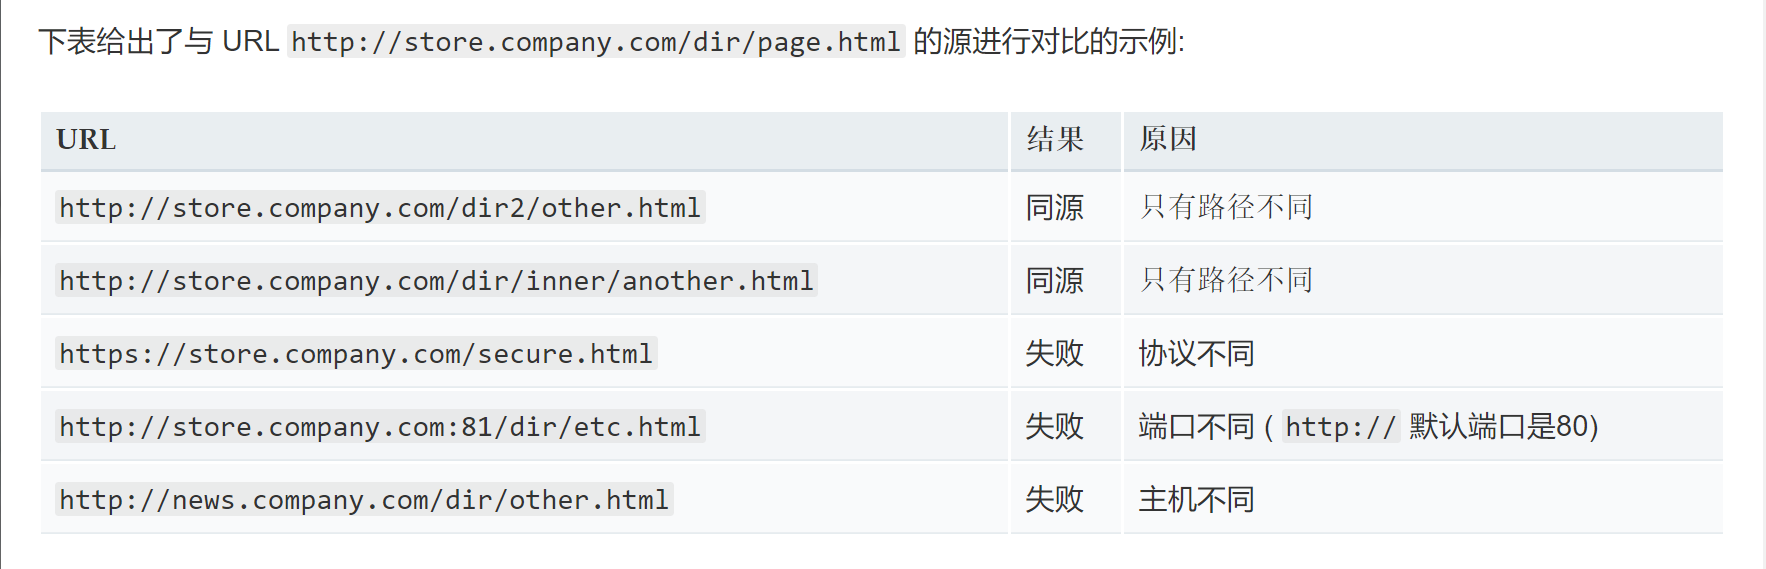 下表给出了与 URL http://store.company.com/dir/page.html 的源进行对比的示例:
URL 结果 原因
http://store.company.com/dir2/other.html 同源 只有路径不同
http://store.company.com/dir/inner/another.html 同源 只有路径不同
https://store.company.com/secure.html 失败 协议不同
http://store.company.com:81/dir/etc.html 失败 端口不同 ( http:// 默认端口是80)
http://news.company.com/dir/other.html 失败 主机不同